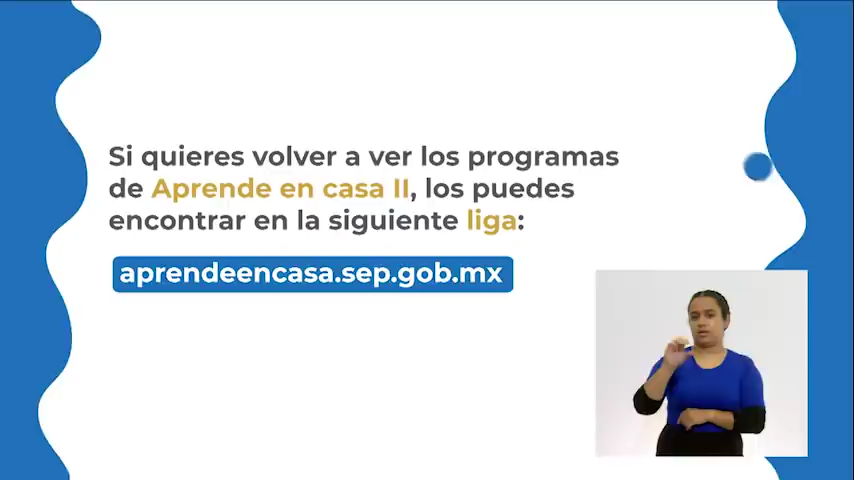 Si quieres volver a ver los programas
de Aprende en casa II, los puedes
encontrar en la siguiente liga:
aprendeencasa.sep.gob.mx